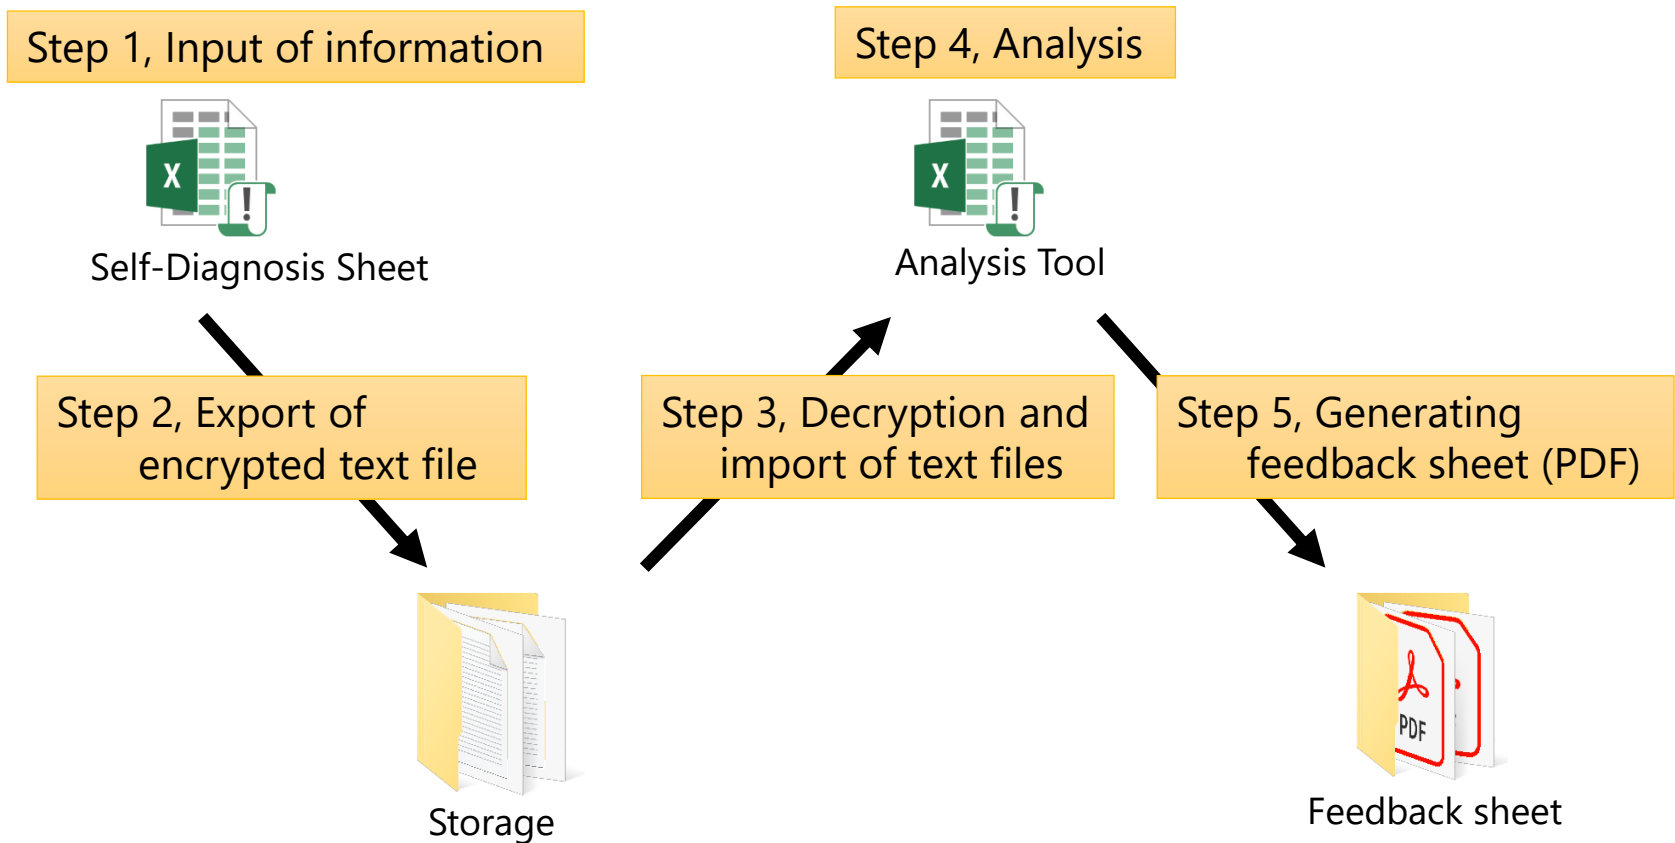 Step 1, Input of information
X
Self-Diagnosis Sheet
Step 2, Export of
encrypted text file
Storage
Step 3, Decryption and
import of text files
Step 4, Analysis
X
Analysis Tool
Step 5, Generating
feedback sheet (PDF)
PDF
Feedback sheet